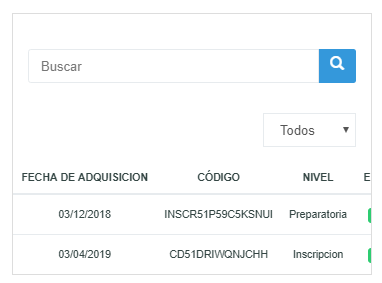 Buscar
Todos
FECHA DE ADQUISICION CÓDIGO NIVEL E
03/12/2018 INSCR51P59C5KSNUI Preparatoria
03/04/2019 CD51DRIWQNJCHH Inscripcion